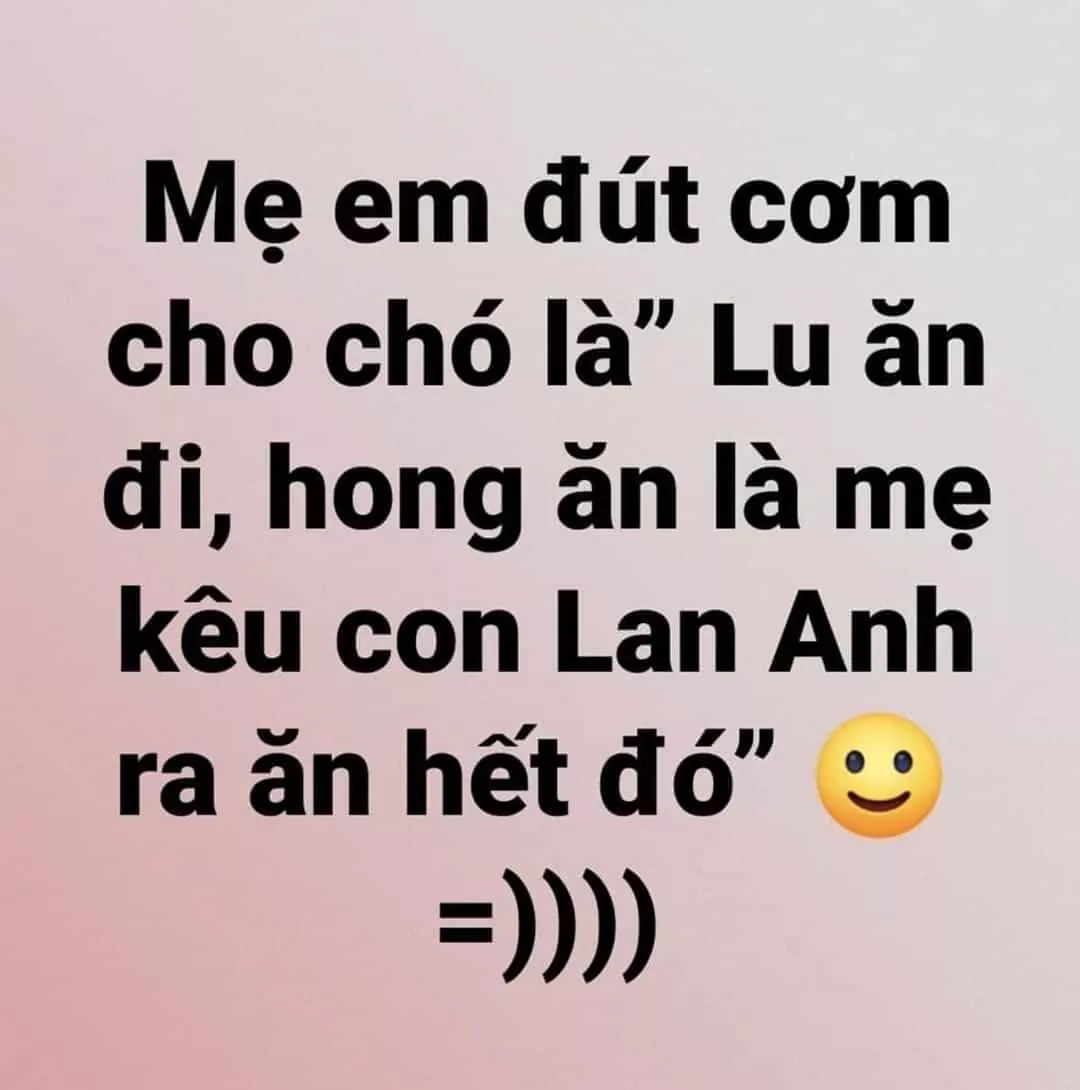 Mẹ em đút cơm
cho chó là” Lu ăn
đi, hong ăn là mẹ
kêu con Lan Anh
ra ăn hết đó” 🙂
=))))